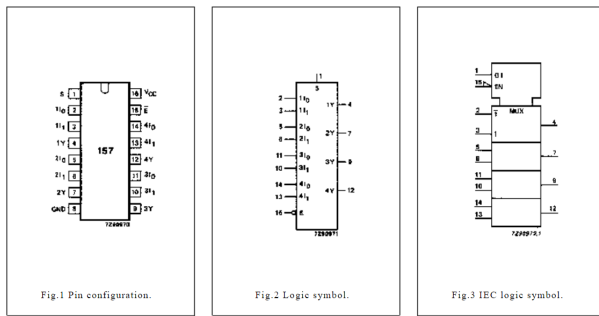 S 1 16 VCC
1I0 2 15 E
1I1 3 14 4I0
1Y 4 13 4I1
157
2I0 5 12 4Y
2I1 6 11 3I0
2Y 7 10 3I1
GND 8 9 3Y
7290970
Fig.1 Pin configuration.
1
S
2 1I0
3 1I1
1Y 4
5 2I0
6 2I1
2Y 7
11 3I0
10 3I1
3Y 9
14 4I0
13 4I1
4Y 12
15 E
7290971
Fig.2 Logic symbol.
1 G1
15 EN
MUX
2 1
4
3 1
5
7
6
11
9
10
14
12
13
7290972.1
Fig.3 IEC logic symbol.